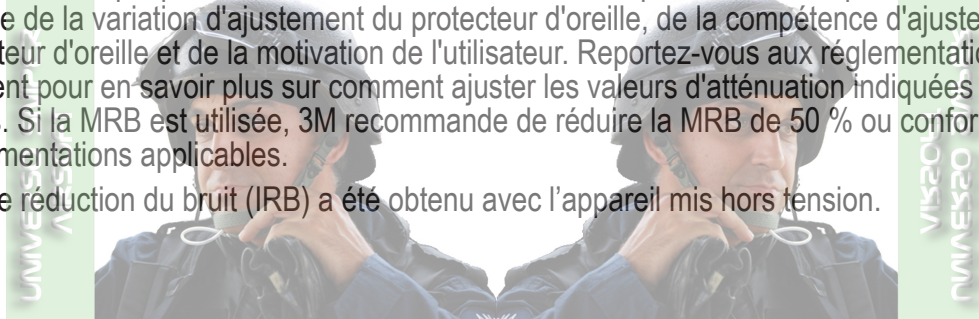 e de la variation d'ajustement du protecteur d'oreille, de la compétence d'ajuste
teur d'oreille et de la motivation de l'utilisateur. Reportez-vous aux réglementatio
ent pour en savoir plus sur comment ajuster les valeurs d'atténuation indiquées
. Si la MRB est utilisée, 3M recommande de réduire la MRB de 50 % ou confor
mentations applicables.
e réduction du bruit (IRB) a été obtenu avec l’appareil mis hors tension.